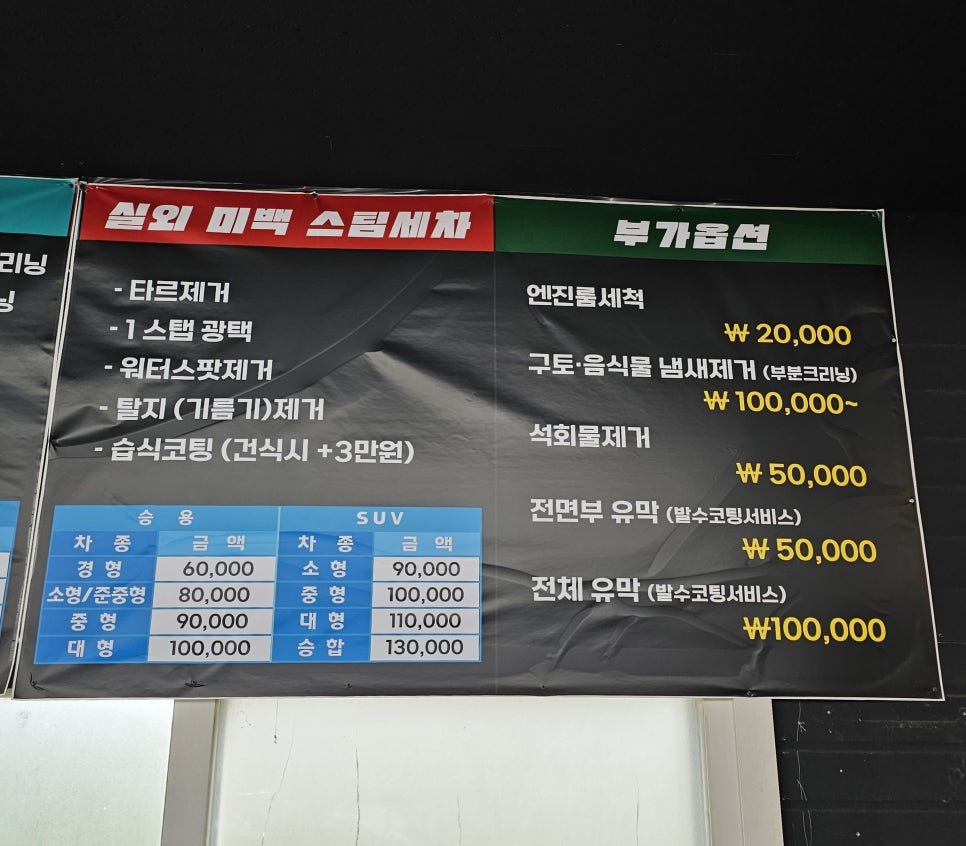 리닝
닝
실외 미백 스팀세차
- 타르제거
- 1 스탭 광택
- 워터스팟제거
- 탈지 (기름기)제거
- 습식코팅 (건식시 +3만원)
승 용 SUV
차 종 금 액 차 종 금 액
경 형 60,000 소 형 90,000
소형/준중형 80,000 중 형 100,000
중 형 90,000 대 형 110,000
대 형 100,000 승 합 130,000
부가옵션
엔진룸세척
₩ 20,000
구토·음식물 냄새제거 (부분크리닝)
₩ 100,000~
석회물제거
₩ 50,000
전면부 유막 (발수코팅서비스)
₩ 50,000
전체 유막 (발수코팅서비스)
₩100,000